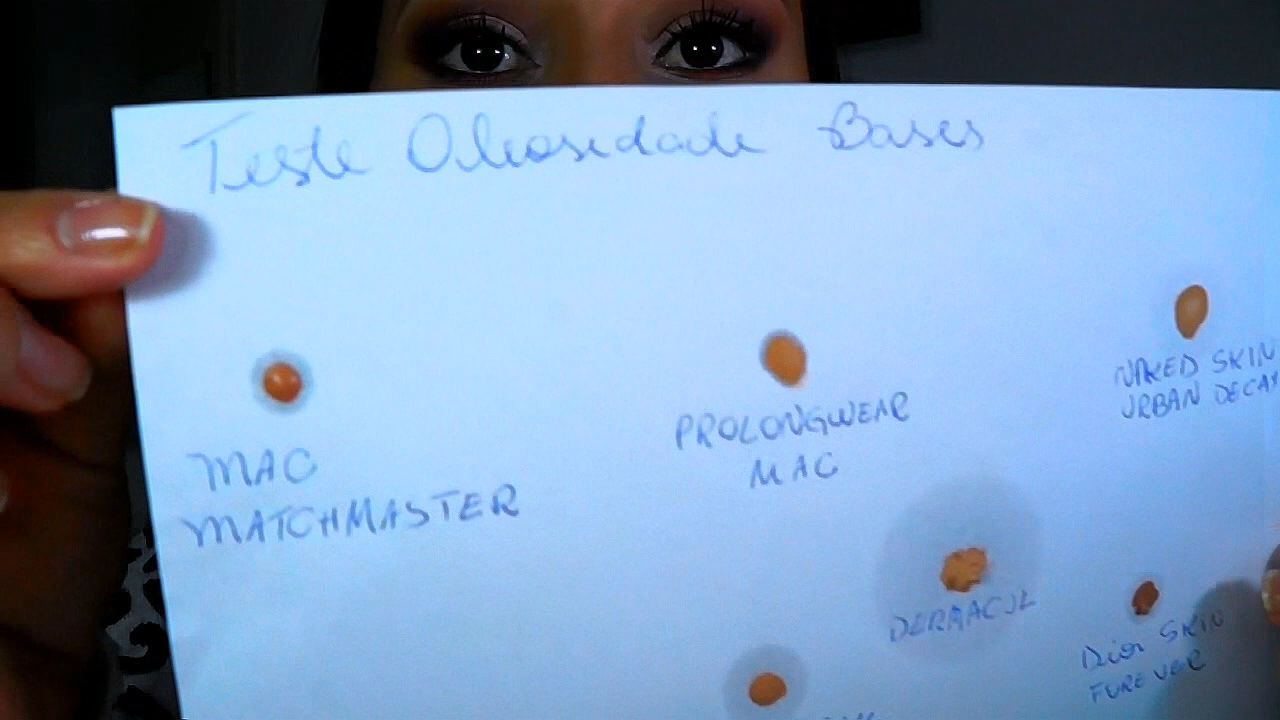 Teste Oleosidade Bases
NAKED SKIN
URBAN DECAY
PROLONGWEAR
MAC
MAC
MATCHMASTER
DERMACOL
Dior SKIN
FOREVER